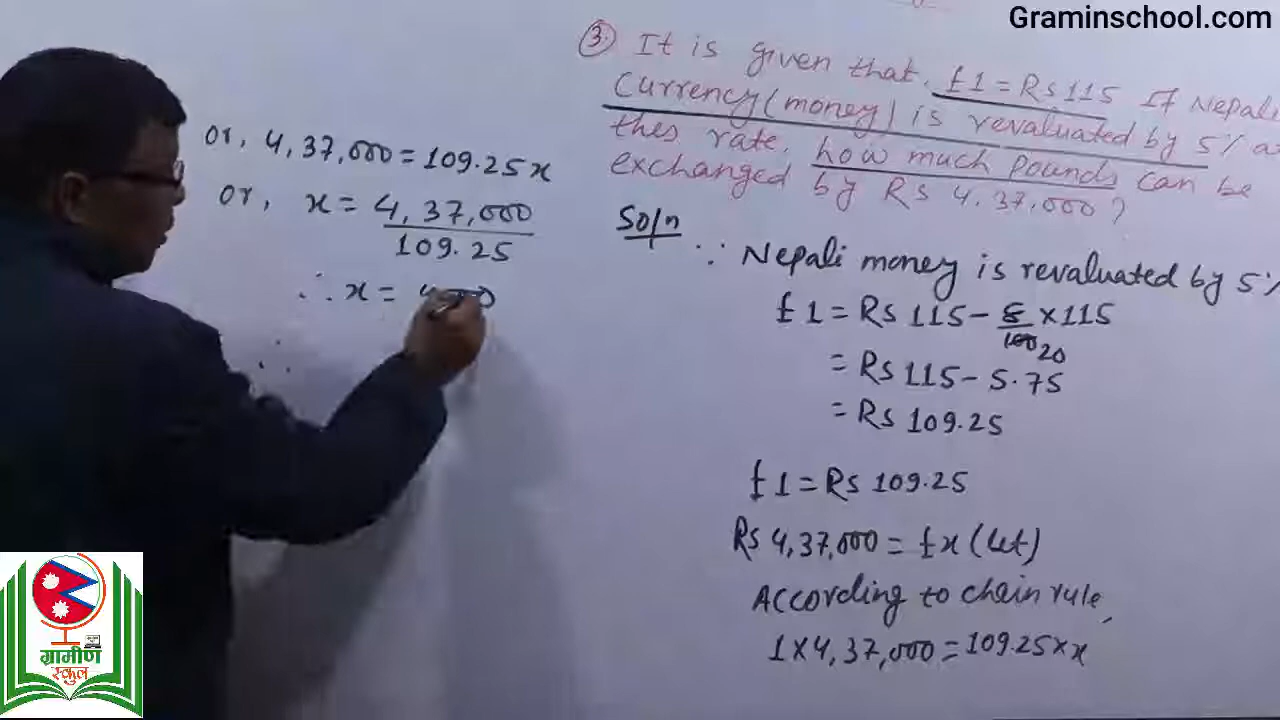 Graminschool.com
③. It is given that, £1 = Rs 115 If Nepali
Currency (money) is revaluated by 5%
thes rate, how much pounds can be
exchanged by Rs 4,37,000?
Soln
∵ Nepali money is revaluated by 5%
£1 = Rs 115 - 5/100 20 × 115
= Rs 115 - 5.75
= Rs 109.25
£1 = Rs 109.25
Rs 4,37,000 = £x (let)
According to chain rule,
1 × 4,37,000 = 109.25 × x
or, 4,37,000 = 109.25x
or, x = 4,37,000
109.25
∴ x = 4000
ग्रामीण
स्कुल